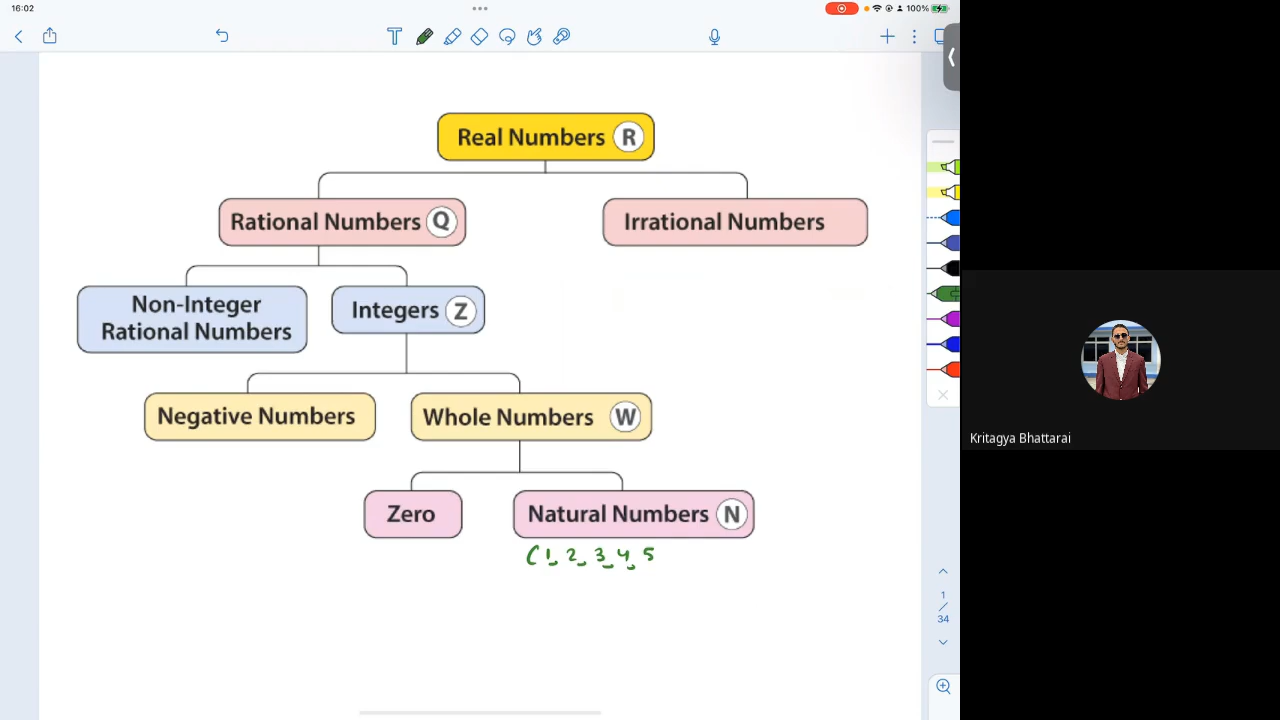 16:02
100%
T
Real Numbers R
Rational Numbers Q
Irrational Numbers
Non-Integer
Rational Numbers
Integers Z
Negative Numbers
Whole Numbers W
Zero
Natural Numbers N
(1, 2, 3, 4, 5
1
/
34
Kritagya Bhattarai